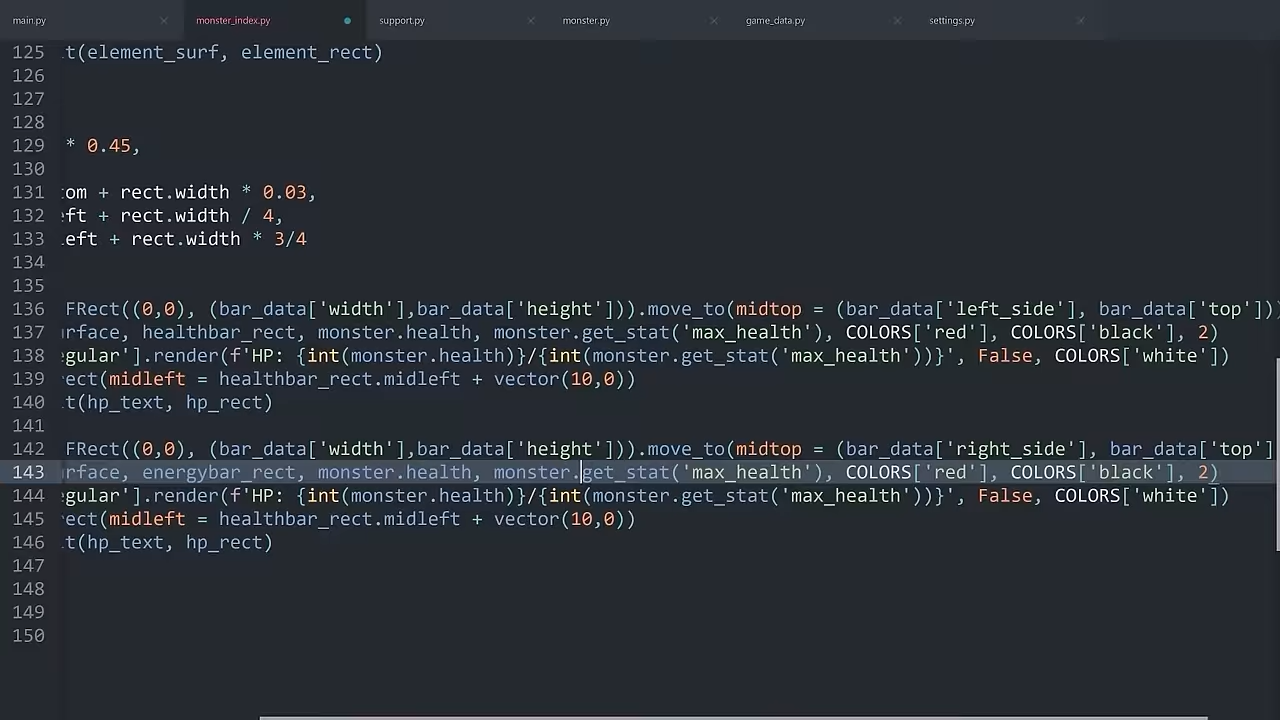 main.py
monster_index.py
support.py
monster.py
game_data.py
settings.py
125 t(element_surf, element_rect)
126
127
128
129 * 0.45,
130
131 om + rect.width * 0.03,
132 eft + rect.width / 4,
133 left + rect.width * 3/4
134
135
136 FRect((0,0), (bar_data['width'],bar_data['height'])).move_to(midtop = (bar_data['left_side'], bar_data['top']))
137 rface, healthbar_rect, monster.health, monster.get_stat('max_health'), COLORS['red'], COLORS['black'], 2)
138 egular'].render(f'HP: {int(monster.health)}/{int(monster.get_stat('max_health'))}', False, COLORS['white'])
139 rect(midleft = healthbar_rect.midleft + vector(10,0))
140 t(hp_text, hp_rect)
141
142 FRect((0,0), (bar_data['width'],bar_data['height'])).move_to(midtop = (bar_data['right_side'], bar_data['top']
143 rface, energybar_rect, monster.health, monster.get_stat('max_health'), COLORS['red'], COLORS['black'], 2)
144 egular'].render(f'HP: {int(monster.health)}/{int(monster.get_stat('max_health'))}', False, COLORS['white'])
145 rect(midleft = healthbar_rect.midleft + vector(10,0))
146 t(hp_text, hp_rect)
147
148
149
150